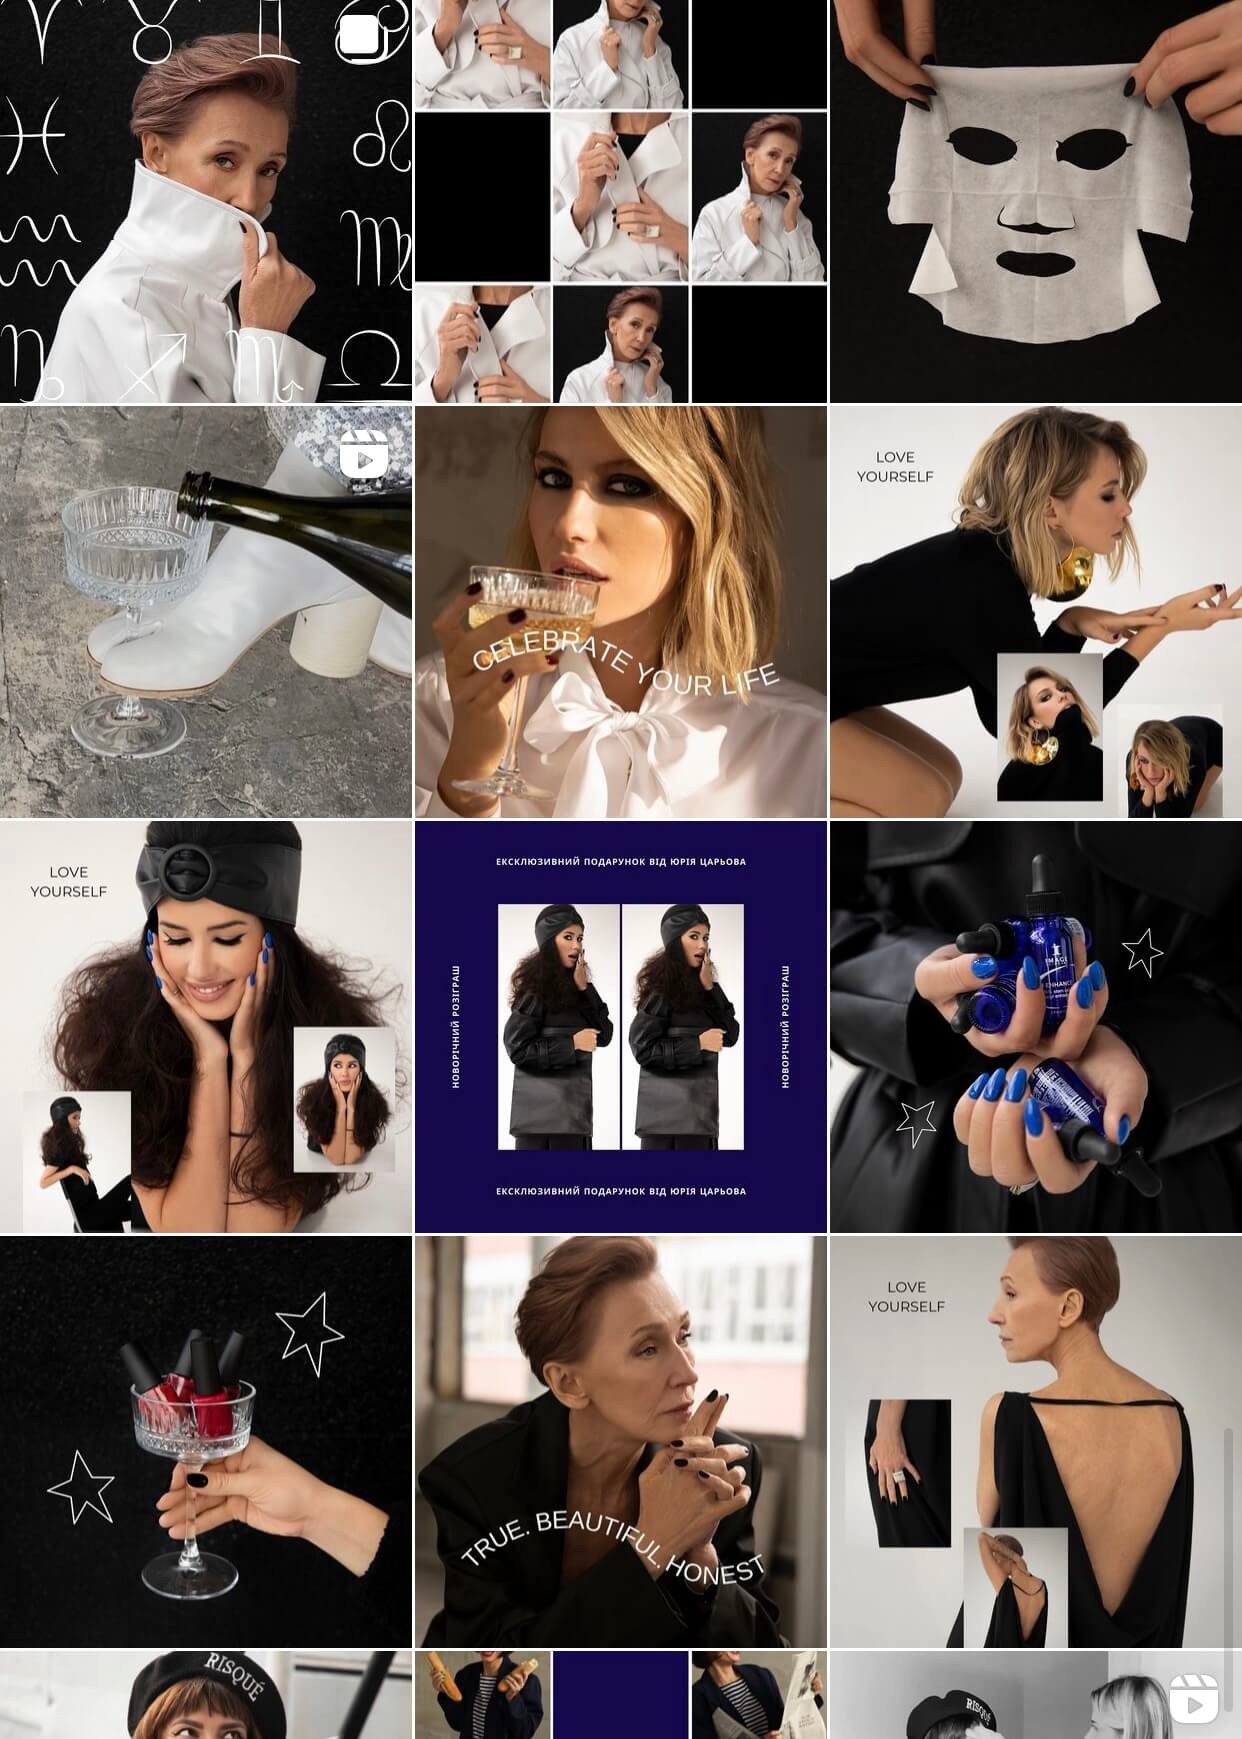 CELEBRATE YOUR LIFE
LOVE
YOURSELF
LOVE
YOURSELF
ЕКСКЛЮЗИВНИЙ ПОДАРУНОК ВІД ЮРІЯ ЦАРЬОВА
НОВОРІЧНИЙ РОЗІГРАШ
НОВОРІЧНИЙ РОЗІГРАШ
ЕКСКЛЮЗИВНИЙ ПОДАРУНОК ВІД ЮРІЯ ЦАРЬОВА
IMAGE
LOVE
YOURSELF
TRUE. BEAUTIFUL. HONEST
RISQUÉ
RISQUÉ